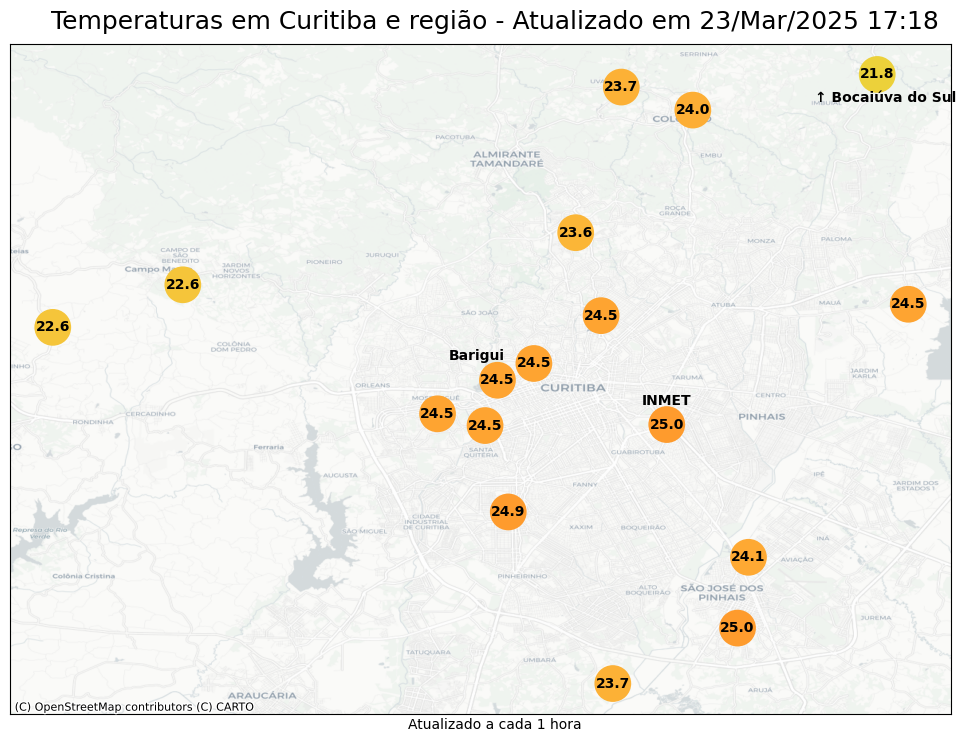 Temperaturas em Curitiba e região - Atualizado em 23/Mar/2025 17:18
SERRINHA
21.8
23.7
↑ Bocaiúva do Sul
24.0
PACOTUBA
ALMIRANTE
TAMANDARÉ
EMBU
ROÇA
GRANDE
23.6
MONZA
PALOMA
CAMPO DE
SÃO
BENEDITO
JURUQUI
PIONEIRO
JARDIM
NOVOS
HORIZONTES
22.6
24.5
MAUÁ
ATUBA
SÃO JOÃO
24.5
22.6
COLÔNIA
DOM PEDRO
Barigui
24.5
JARDIM
KARLA
24.5
TARUMÃ
ORLEANS
CURITIBA
CENTRO
INMET
24.5
CERCADINHO
RONDINHA
PINHAIS
24.5
25.0
Ferraria
SANTA
QUITÉRIA
GUABIROTUBA
AUGUSTA
IPÊ
FANNY
JARDIM DOS
ESTADOS I
24.9
CIDADE
INDUSTRIAL
DE CURITIBA
XAXIM
BOQUEIRÃO
SÃO MIGUEL
Represa do Rio
Verde
INÁ
24.1
AVIAÇÃO
Colônia Cristina
PINHEIRINHO
ALTO
BOQUEIRÃO
SÃO JOSÉ DOS
PINHAIS
JUREMA
25.0
TATUQUARA
UMBARÁ
23.7
ARUJÁ
ARAUCÁRIA
(C) OpenStreetMap contributors (C) CARTO
Atualizado a cada 1 hora